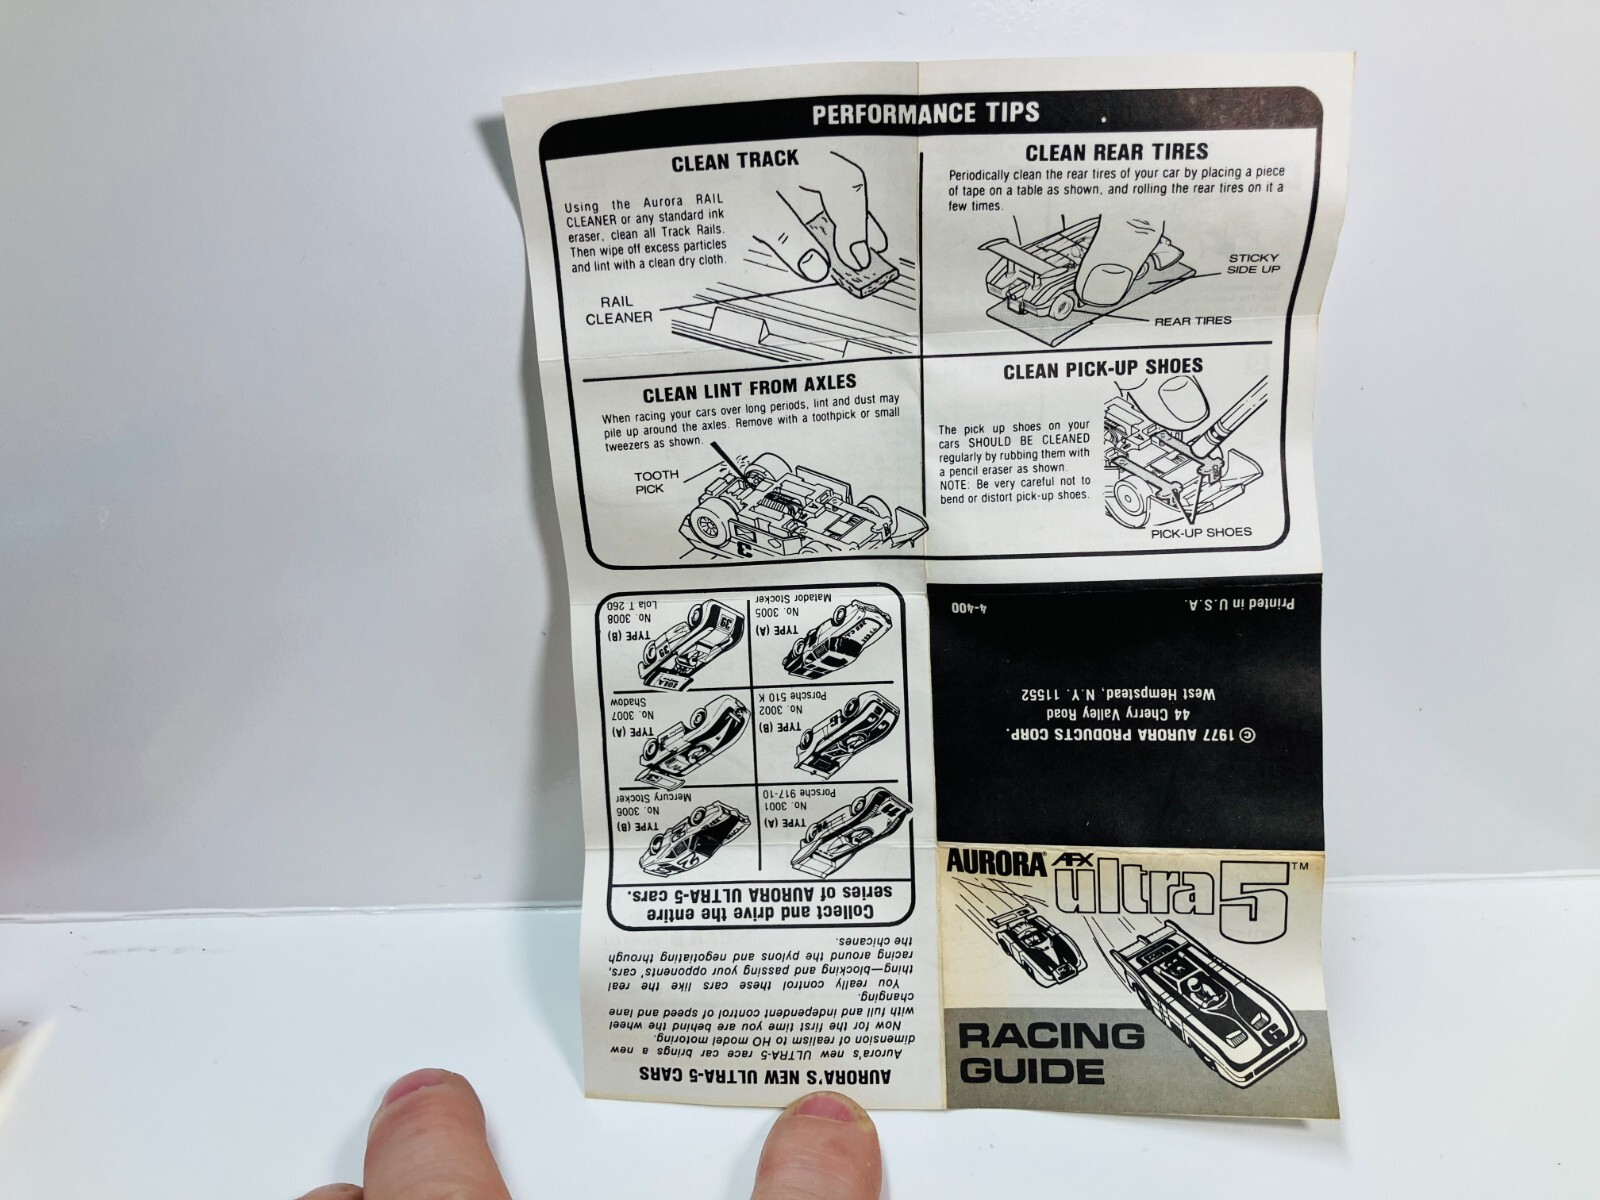 PERFORMANCE TIPS
CLEAN TRACK
Using the Aurora RAIL
CLEANER or any standard ink
eraser, clean all Track Rails.
Then wipe off excess particles
and lint with a clean dry cloth.
RAIL
CLEANER
CLEAN REAR TIRES
Periodically clean the rear tires of your car by placing a piece
of tape on a table as shown, and rolling the rear tires on it a
few times.
STICKY
SIDE UP
REAR TIRES
CLEAN LINT FROM AXLES
When racing your cars over long periods, lint and dust may
pile up around the axles. Remove with a toothpick or small
tweezers as shown.
TOOTH
PICK
3
CLEAN PICK-UP SHOES
The pick up shoes on your
cars SHOULD BE CLEANED
regularly by rubbing them with
a pencil eraser as shown.
NOTE: Be very careful not to
bend or distort pick-up shoes.
PICK-UP SHOES
AURORA'S NEW ULTRA-5 CARS
Aurora's new ULTRA-5 race car brings a new
dimension of realism to HO model motoring.
Now for the first time you are behind the wheel
with full and independent control of speed and lane
changing.
You really control these cars like the real
thing—blocking and passing your opponents' cars,
racing around the pylons and negotiating through
the chicanes.
Collect and drive the entire
series of AURORA ULTRA-5 cars.
TYPE (A)
No. 3001
Porsche 917-10
TYPE (B)
No. 3006
Mercury Stocker
TYPE (B)
No. 3002
Porsche 510 K
TYPE (A)
No. 3007
Shadow
TYPE (A)
No. 3005
Matador Stocker
TYPE (B)
No. 3008
Lola T 260
39
39
LOLA
© 1977 AURORA PRODUCTS CORP.
44 Cherry Valley Road
West Hempstead, N.Y. 11552
Printed in U.S.A.
4-400
AURORA® AFX
ultra 5™
RACING
GUIDE